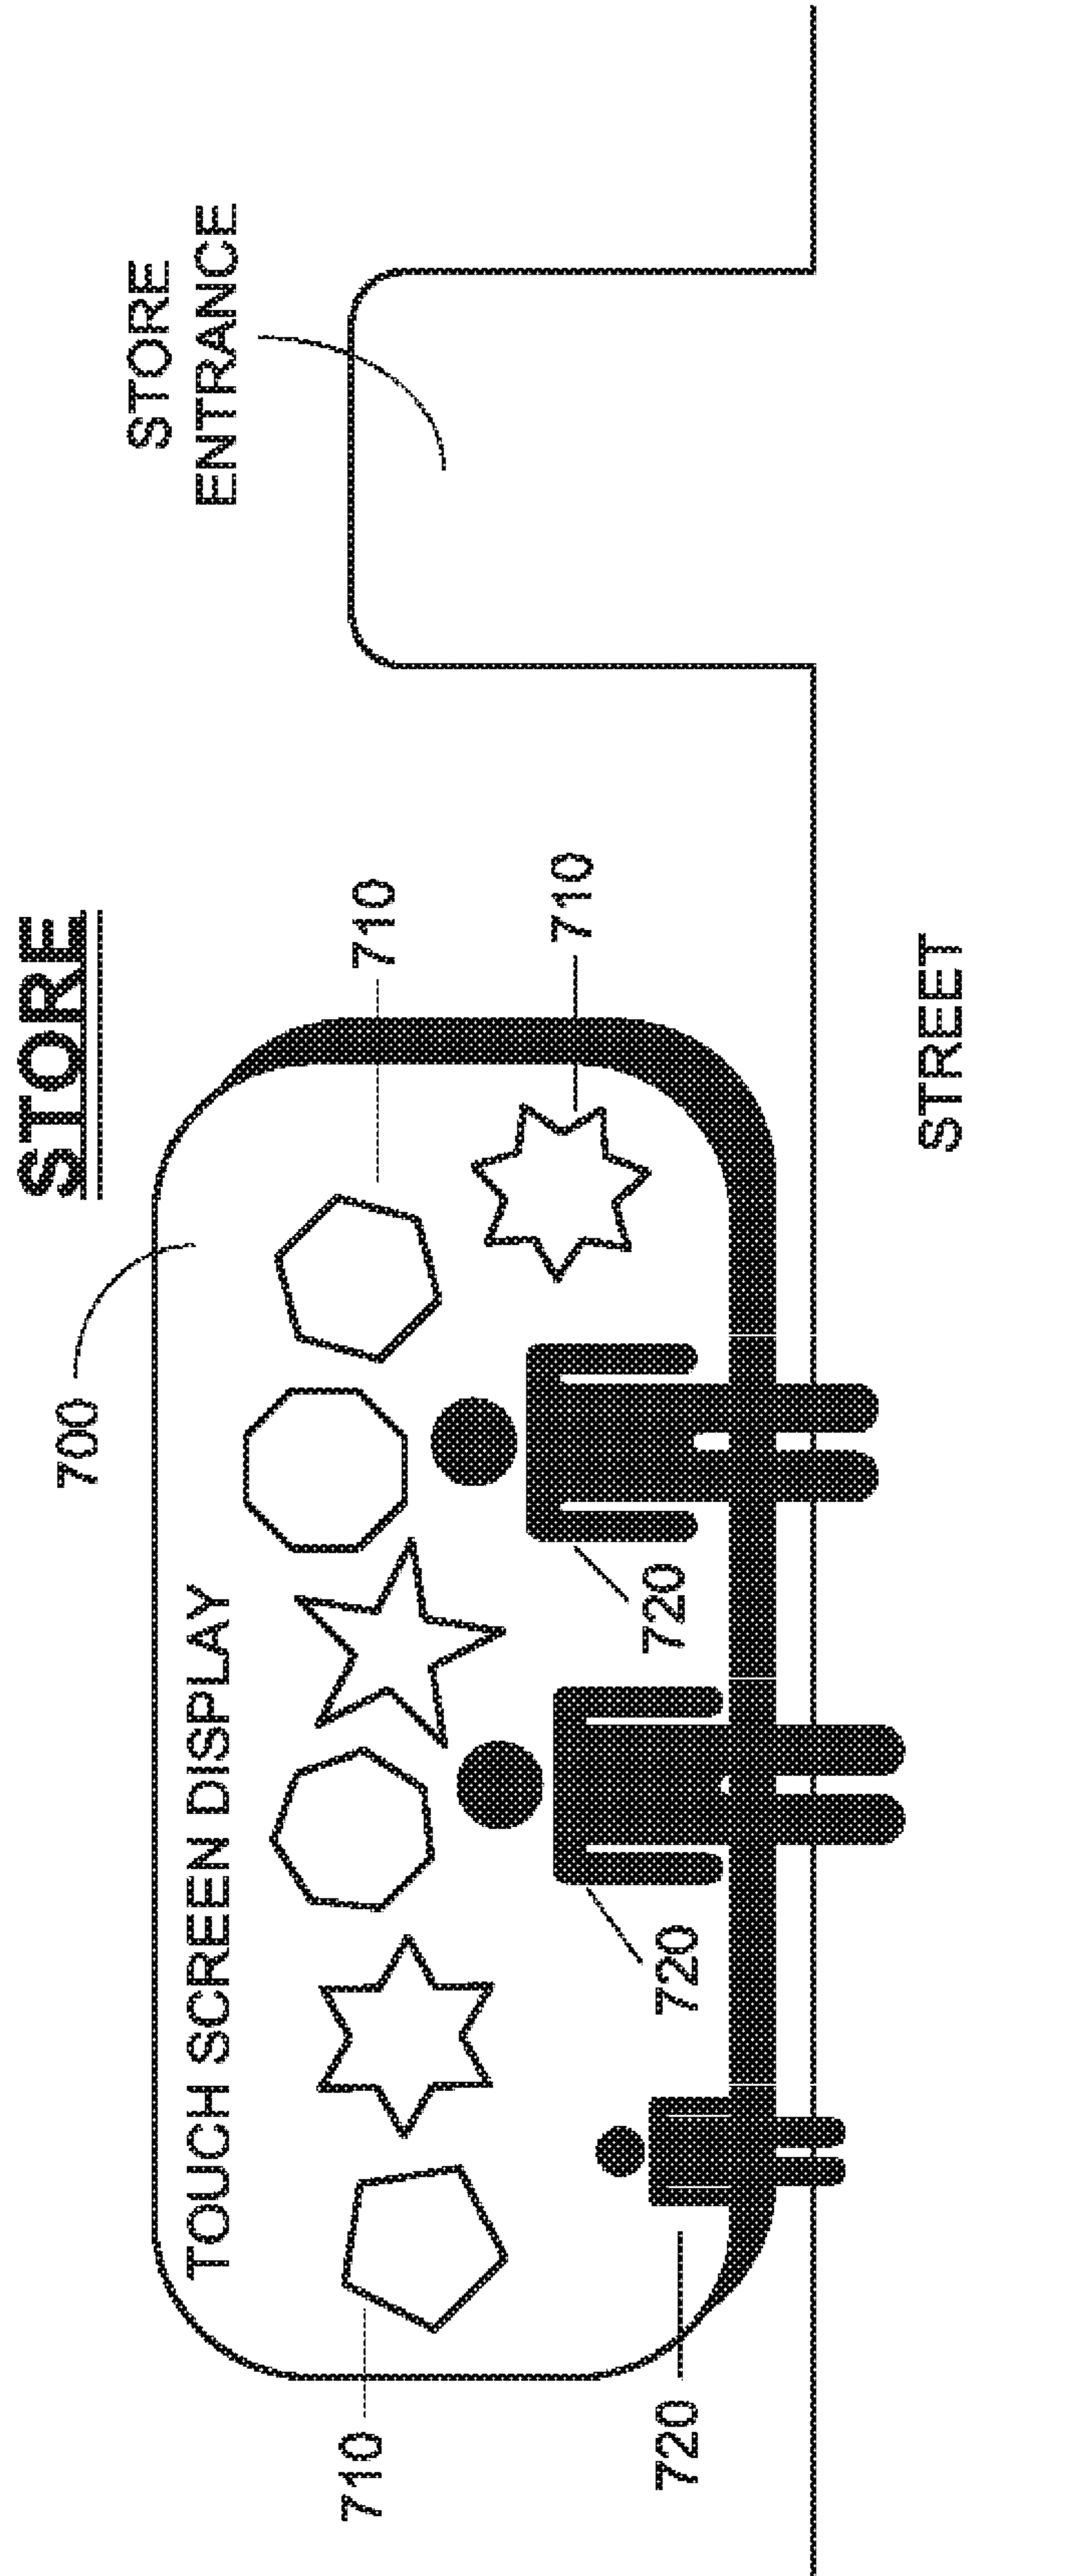 STORE
700
STORE
ENTRANCE
TOUCH SCREEN DISPLAY
710
710
710
720
720
720
STREET